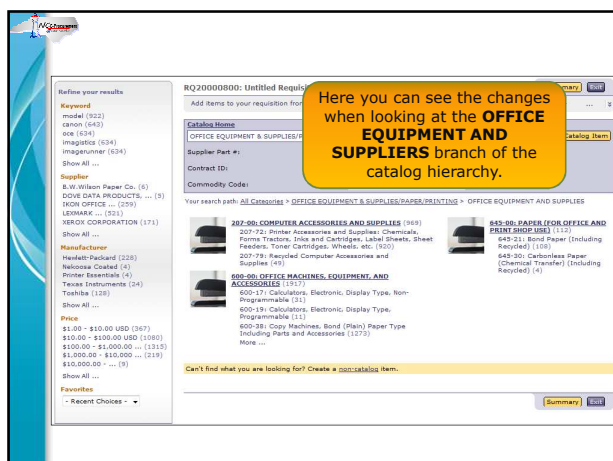 NC
Refine your results
Keyword
model (922)
canon (643)
oce (634)
imagistics (634)
imagerunner (634)
Show All ...
Supplier
B.W.Wilson Paper Co. (6)
DOVE DATA PRODUCTS, ... (5)
IKON OFFICE ... (259)
LEXMARK ... (531)
XEROX CORPORATION (171)
Show All ...
Manufacturer
Hewlett-Packard (228)
Nekoosa Coated (4)
Printer Essentials (4)
Texas Instruments (24)
Toshiba (128)
Show All ...
Price
$1.00 - $10.00 USD (367)
$10.00 - $100.00 USD (1080)
$100.00 - $1,000.00 ... (1315)
$1,000.00 - $10,000 ... (219)
$10,000.00 - ... (9)
Show All ...
Favorites
- Recent Choices -
RQ20000800: Untitled Requisi
mary Exit
Add items to your requisition from
...
Here you can see the changes
when looking at the OFFICE
EQUIPMENT AND
SUPPLIERS branch of the
catalog hierarchy.
Catalog Home
OFFICE EQUIPMENT & SUPPLIES/P
Catalog Item
Supplier Part #:
Contract ID:
Commodity Code:
Your search path: All Categories > OFFICE EQUIPMENT & SUPPLIES/PAPER/PRINTING > OFFICE EQUIPMENT AND SUPPLIES
207-00: COMPUTER ACCESSORIES AND SUPPLIES (969)
207-72: Printer Accessories and Supplies: Chemicals,
Forms Tractors, Inks and Cartridges, Label Sheets, Sheet
Feeders, Toner Cartridges, Wheels, etc. (920)
207-79: Recycled Computer Accessories and
Supplies (49)
600-00: OFFICE MACHINES, EQUIPMENT, AND
ACCESSORIES (1917)
600-17: Calculators, Electronic, Display Type, Non-
Programmable (31)
600-19: Calculators, Electronic, Display Type,
Programmable (11)
600-38: Copy Machines, Bond (Plain) Paper Type
Including Parts and Accessories (1273)
More ...
645-00: PAPER (FOR OFFICE AND
PRINT SHOP USE) (112)
645-21: Bond Paper (Including
Recycled) (108)
645-30: Carbonless Paper
(Chemical Transfer) (Including
Recycled) (4)
Can't find what you are looking for? Create a non-catalog item.
Summary Exit